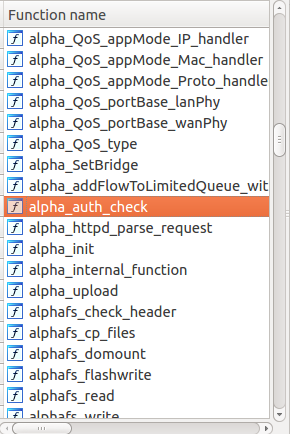 Function name
alpha_QoS_appMode_IP_handler
alpha_QoS_appMode_Mac_handler
alpha_QoS_appMode_Proto_handle
alpha_QoS_portBase_lanPhy
alpha_QoS_portBase_wanPhy
alpha_QoS_type
alpha_SetBridge
alpha_addFlowToLimitedQueue_wit
alpha_auth_check
alpha_httpd_parse_request
alpha_init
alpha_internal_function
alpha_upload
alphafs_check_header
alphafs_cp_files
alphafs_domount
alphafs_flashwrite
alphafs_read
alphafs_write